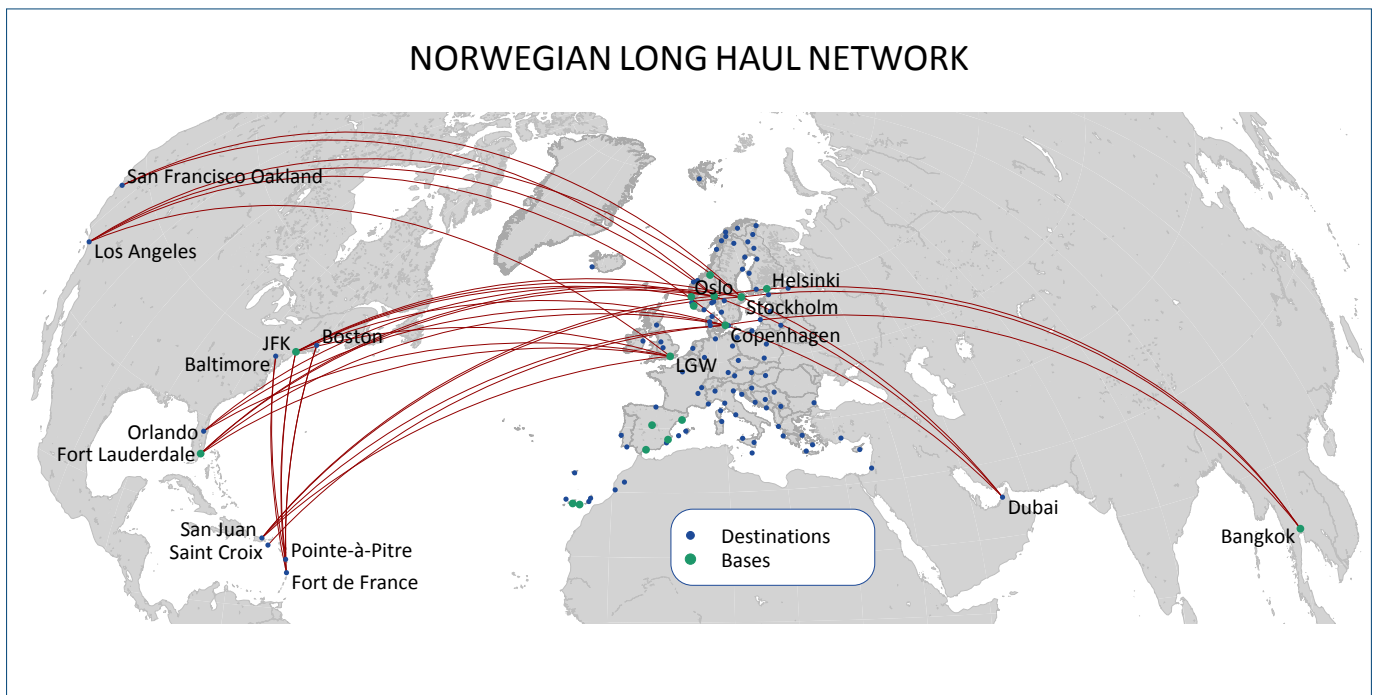 NORWEGIAN LONG HAUL NETWORK
San Francisco Oakland
Los Angeles
Helsinki
Oslo
Stockholm
Boston
Copenhagen
JFK
Baltimore
LGW
Orlando
Fort Lauderdale
Dubai
San Juan
Bangkok
Saint Croix
Pointe-à-Pitre
Fort de France
Destinations
Bases